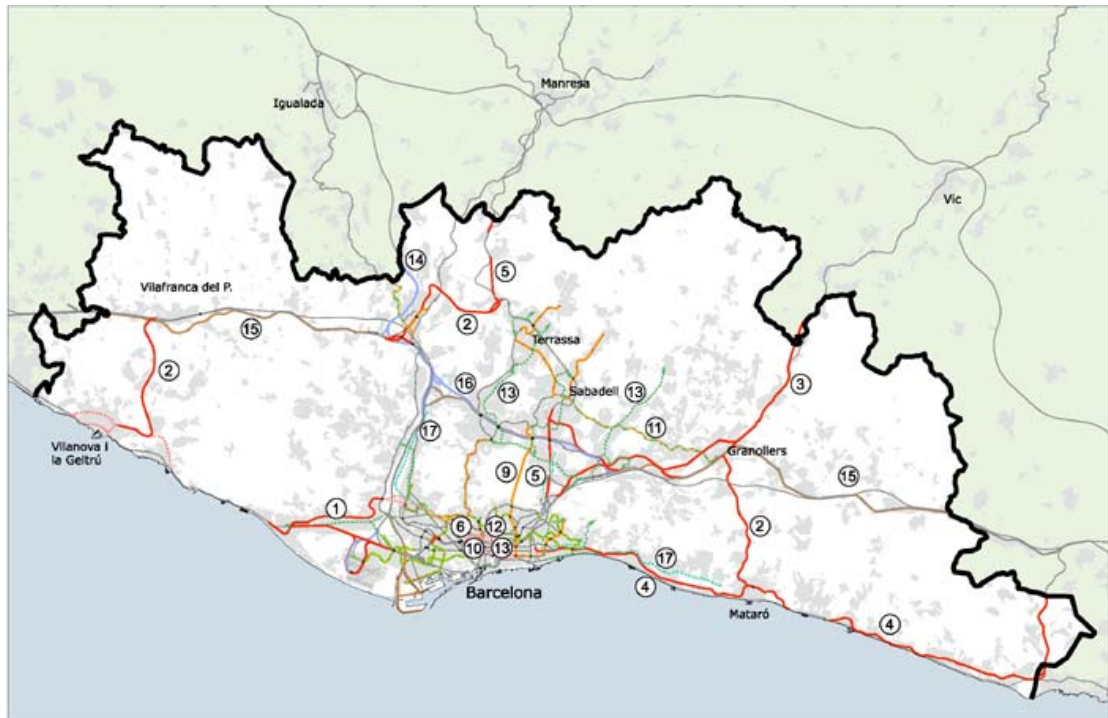 Manresa
Igualada
Vic
14
5
Vilafranca del P.
2
15
Terrassa
2
16
13
Sabadell
13
3
17
11
Vilanova i
la Geltrú
9
5
Granollers
15
1
6
12
2
10
13
17
Barcelona
4
Mataró
4